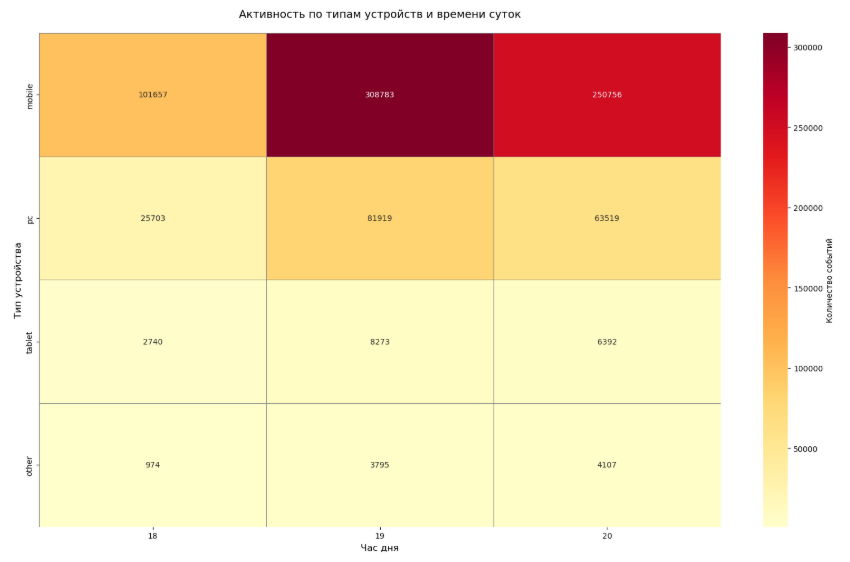 Активность по типам устройств и времени суток
mobile 101657 308783 250756
pc 25703 81919 63519
tablet 2740 8273 6392
other 974 3795 4107
18 19 20
Час дня
Тип устройства
300000
250000
200000
150000
100000
50000
Количество событий